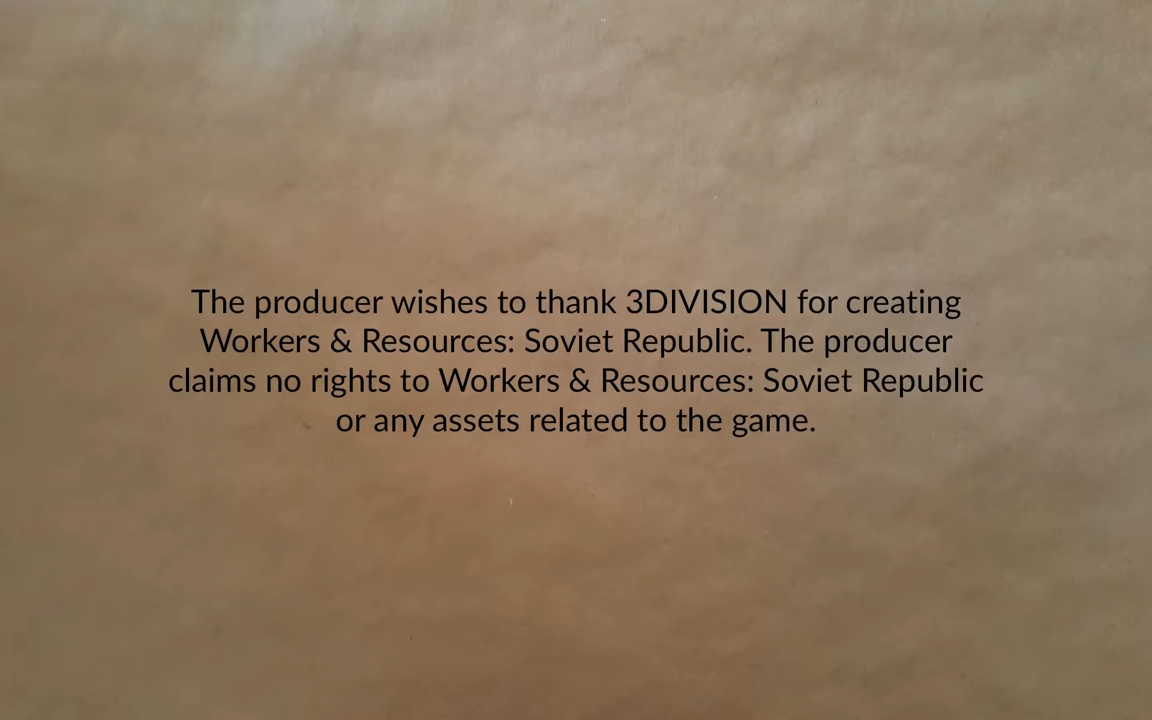 The producer wishes to thank 3DIVISION for creating
Workers & Resources: Soviet Republic. The producer
claims no rights to Workers & Resources: Soviet Republic
or any assets related to the game.